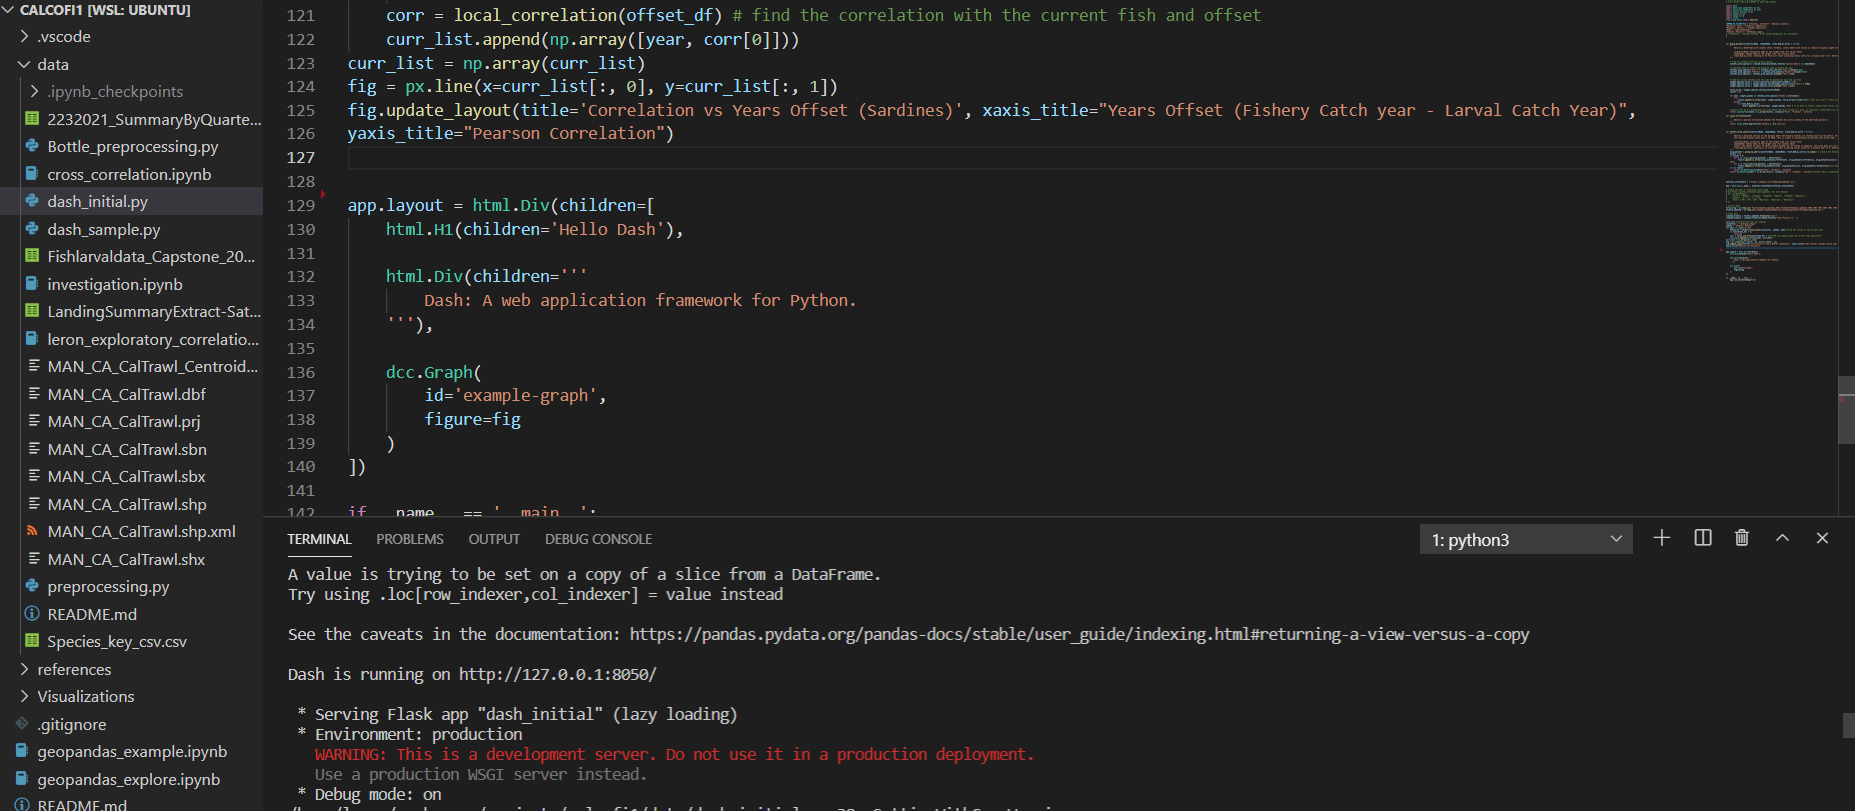 CALCOFI1 [WSL: UBUNTU]
.vscode
data
.ipynb_checkpoints
2232021_SummaryByQuarte...
Bottle_preprocessing.py
cross_correlation.ipynb
dash_initial.py
dash_sample.py
Fishlarvaldata_Capstone_20...
investigation.ipynb
LandingSummaryExtract-Sat...
leron_exploratory_correlatio...
MAN_CA_CalTrawl_Centroid...
MAN_CA_CalTrawl.dbf
MAN_CA_CalTrawl.prj
MAN_CA_CalTrawl.sbn
MAN_CA_CalTrawl.sbx
MAN_CA_CalTrawl.shp
MAN_CA_CalTrawl.shp.xml
MAN_CA_CalTrawl.shx
preprocessing.py
README.md
Species_key_csv.csv
references
Visualizations
.gitignore
geopandas_example.ipynb
geopandas_explore.ipynb
README.md
121 corr = local_correlation(offset_df) # find the correlation with the current fish and offset
122 curr_list.append(np.array([year, corr[0]]))
123 curr_list = np.array(curr_list)
124 fig = px.line(x=curr_list[:, 0], y=curr_list[:, 1])
125 fig.update_layout(title='Correlation vs Years Offset (Sardines)', xaxis_title="Years Offset (Fishery Catch year - Larval Catch Year)",
126 yaxis_title="Pearson Correlation")
127
128
129 app.layout = html.Div(children=[
130 html.H1(children='Hello Dash'),
131
132 html.Div(children='''
133 Dash: A web application framework for Python.
134 '''),
135
136 dcc.Graph(
137 id='example-graph',
138 figure=fig
139 )
140 ])
141
142 if __name__ == '__main__':
TERMINAL PROBLEMS OUTPUT DEBUG CONSOLE 1: python3
A value is trying to be set on a copy of a slice from a DataFrame.
Try using .loc[row_indexer,col_indexer] = value instead
See the caveats in the documentation: https://pandas.pydata.org/pandas-docs/stable/user_guide/indexing.html#returning-a-view-versus-a-copy
Dash is running on http://127.0.0.1:8050/
* Serving Flask app "dash_initial" (lazy loading)
* Environment: production
WARNING: This is a development server. Do not use it in a production deployment.
Use a production WSGI server instead.
* Debug mode: on